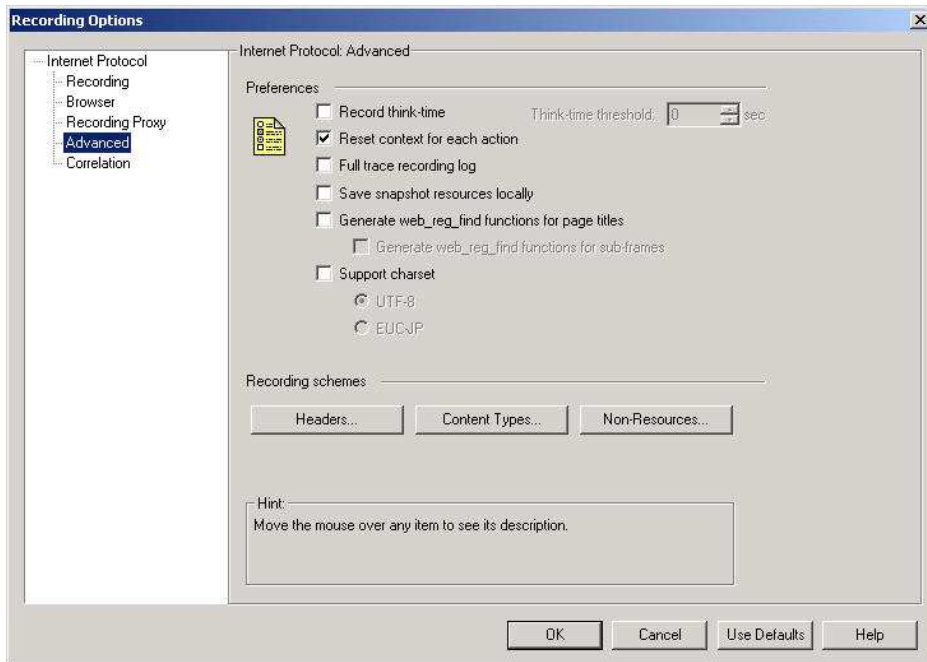 Recording Options
Internet Protocol
Recording
Browser
Recording Proxy
Advanced
Correlation
Internet Protocol: Advanced
Preferences
Record think-time
Think-time threshold: 0 sec
Reset context for each action
Full trace recording log
Save snapshot resources locally
Generate web_reg_find functions for page titles
Generate web_reg_find functions for sub-frames
Support charset
UTF-8
EUC-JP
Recording schemes
Headers... Content Types... Non-Resources...
Hint:
Move the mouse over any item to see its description.
OK Cancel Use Defaults Help